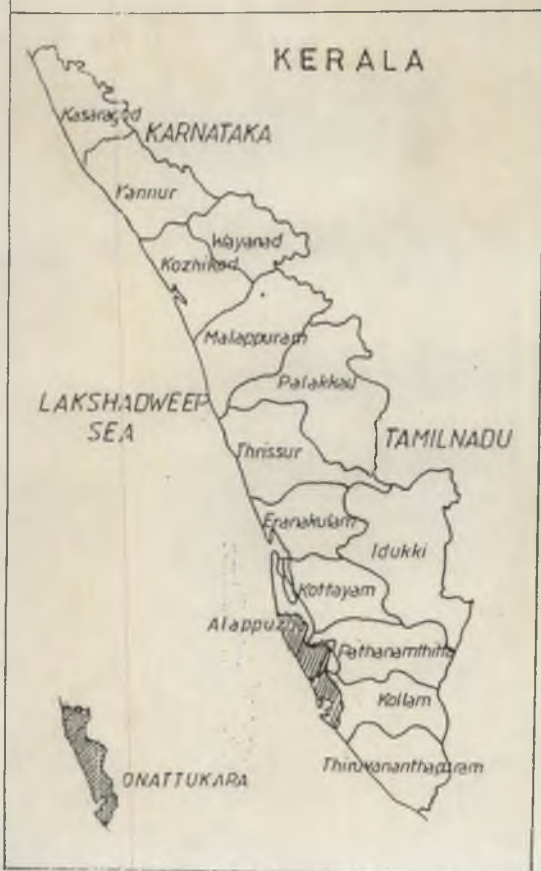 KERALA
Kasaragod
KARNATAKA
Kannur
Wayanad
Kozhikod
Malappuram
Palakkad
LAKSHADWEEP
SEA
TAMILNADU
Thrissur
Eranakulam
Idukki
Kottayam
Alappuzha
Pathanamthitta
Kollam
Thiruvananthapuram
ONATTUKARA